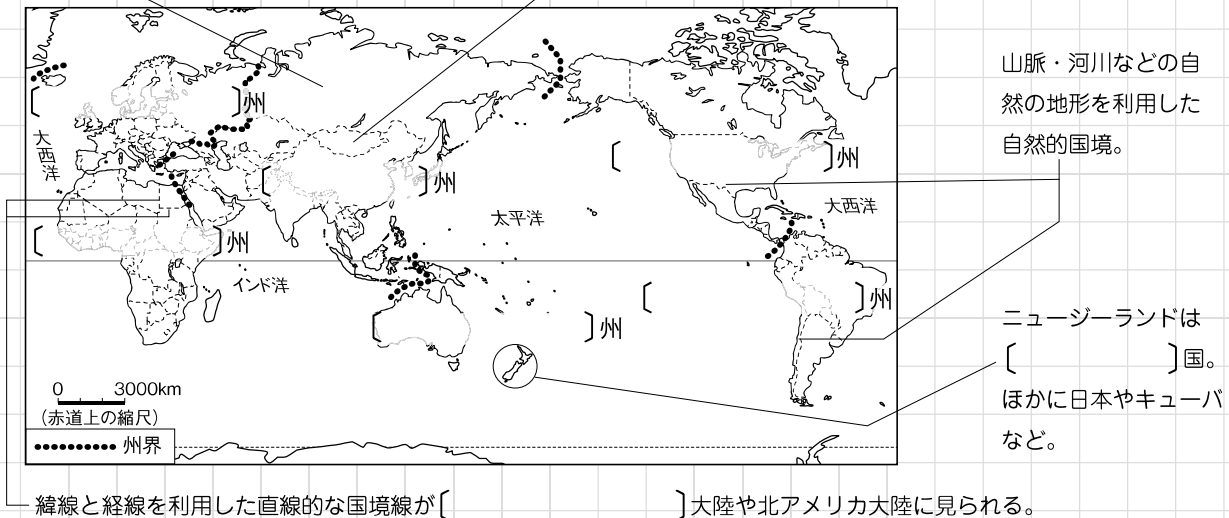 〔　　〕州
大西洋
〔　　〕州
〔　　〕州
太平洋
大西洋
〔　　〕州
インド洋
〔　　〕州
〔　　〕州
0　3000km
(赤道上の縮尺)
州界
山脈・河川などの自
然の地形を利用した
自然的国境。
ニュージーランドは
〔　　〕国。
ほかに日本やキューバ
など。
緯線と経線を利用した直線的な国境線が〔　　〕大陸や北アメリカ大陸に見られる。